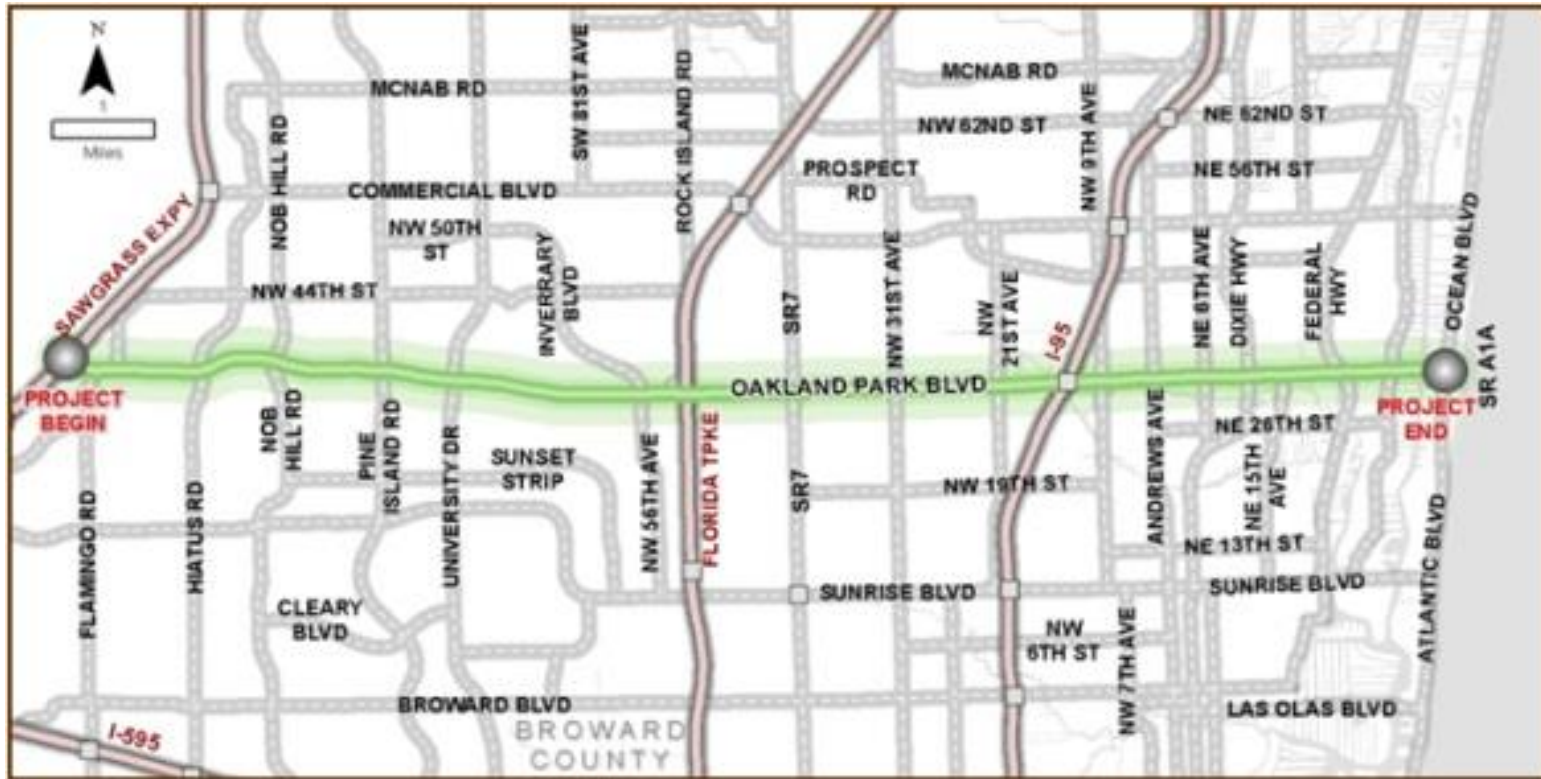 N
MCNAB RD
MCNAB RD
SW 81ST AVE
ROCK ISLAND RD
NOB HILL RD
1
Miles
NW 62ND ST
NE 62ND ST
NW 9TH AVE
PROSPECT
RD
NE 56TH ST
COMMERCIAL BLVD
NW 50TH
ST
SAWGRASS EXPY
NW 44TH ST
INVERRARY
BLVD
SR7
NW 31ST AVE
NW
21ST AVE
I-95
NE 6TH AVE
DIXIE HWY
FEDERAL
HWY
OCEAN BLVD
SR A1A
OAKLAND PARK BLVD
PROJECT
BEGIN
PROJECT
END
NOB
HILL RD
PINE
ISLAND RD
UNIVERSITY DR
SUNSET
STRIP
NW 56TH AVE
FLORIDA TPKE
SR7
NW 19TH ST
ANDREWS AVE
NE 26TH ST
NE 15TH
AVE
NE 13TH ST
FLAMINGO RD
HIATUS RD
CLEARY
BLVD
SUNRISE BLVD
SUNRISE BLVD
ATLANTIC BLVD
NW
6TH ST
NW 7TH AVE
BROWARD BLVD
LAS OLAS BLVD
I-595
BROWARD
COUNTY